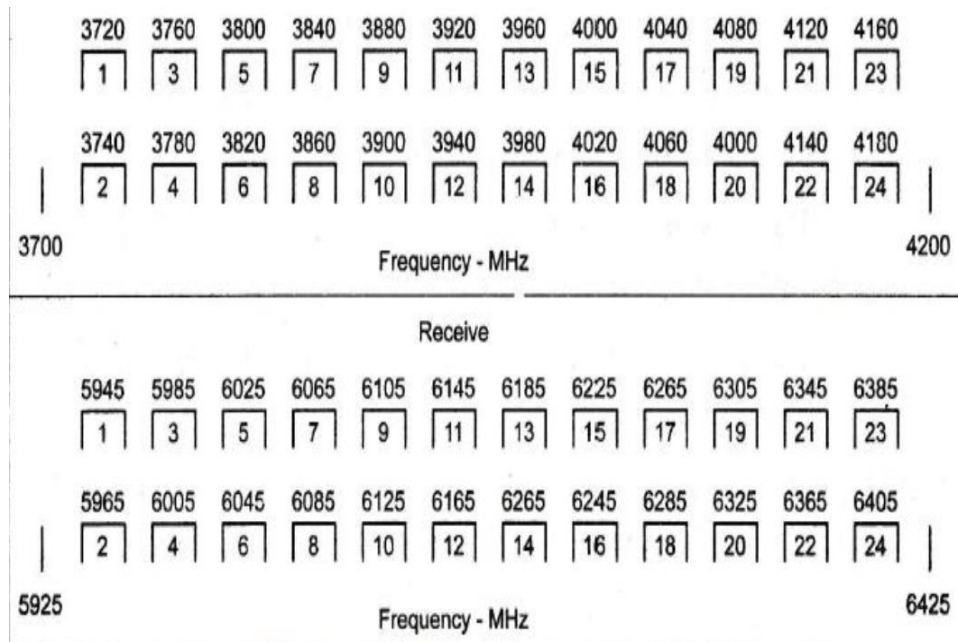 3720 3760 3800 3840 3880 3920 3960 4000 4040 4080 4120 4160
1 3 5 7 9 11 13 15 17 19 21 23
3740 3780 3820 3860 3900 3940 3980 4020 4060 4000 4140 4180
2 4 6 8 10 12 14 16 18 20 22 24
3700 4200
Frequency - MHz
Receive
5945 5985 6025 6065 6105 6145 6185 6225 6265 6305 6345 6385
1 3 5 7 9 11 13 15 17 19 21 23
5965 6005 6045 6085 6125 6165 6265 6245 6285 6325 6365 6405
2 4 6 8 10 12 14 16 18 20 22 24
5925 6425
Frequency - MHz